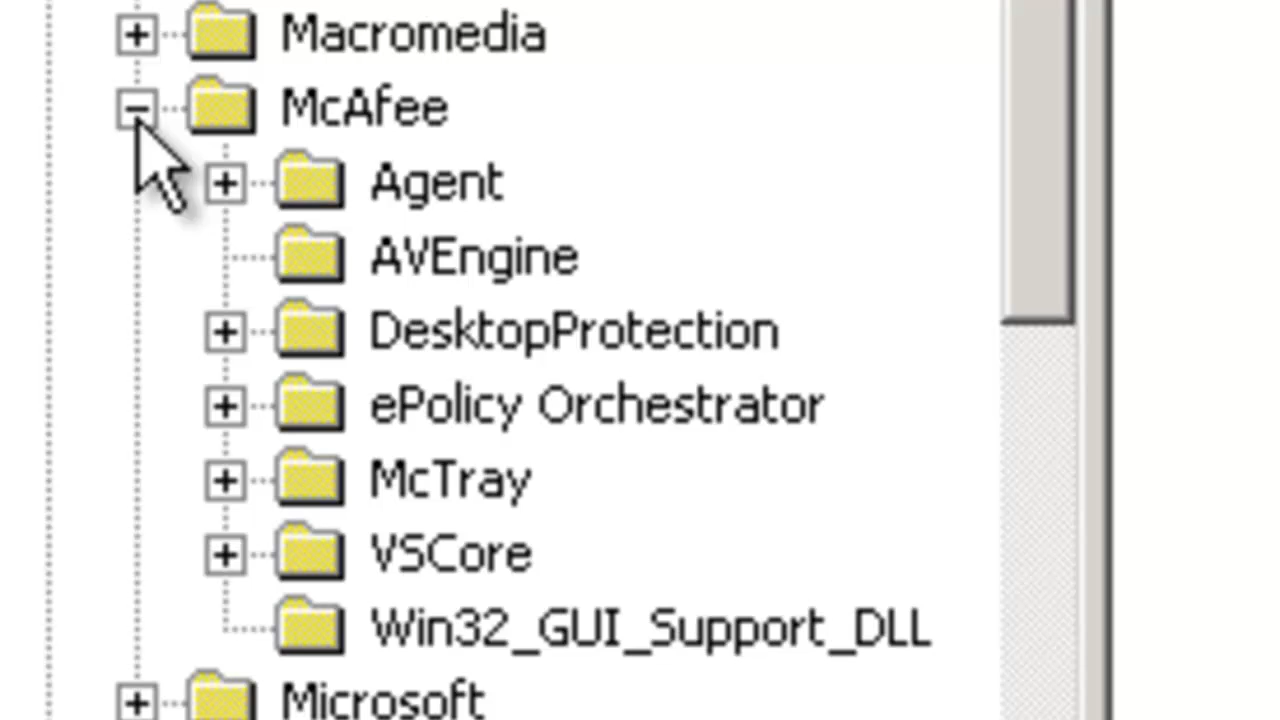 Macromedia
McAfee
Agent
AVEngine
DesktopProtection
ePolicy Orchestrator
McTray
VSCore
Win32_GUI_Support_DLL
Microsoft